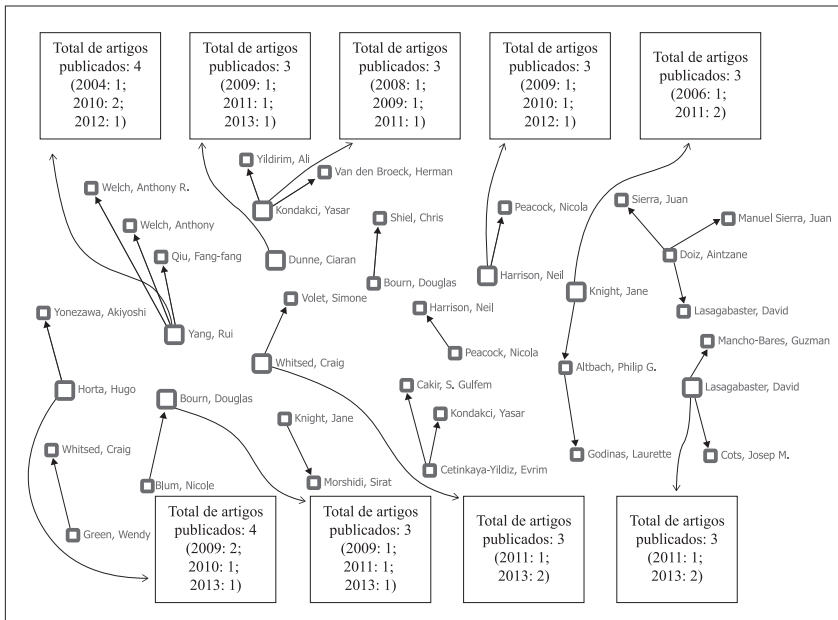 Total de artigos
publicados: 4
(2004: 1;
2010: 2;
2012: 1)
Total de artigos
publicados: 3
(2009: 1;
2011: 1;
2013: 1)
Total de artigos
publicados: 3
(2008: 1;
2009: 1;
2011: 1)
Total de artigos
publicados: 3
(2009: 1;
2010: 1;
2012: 1)
Total de artigos
publicados: 3
(2006: 1;
2011: 2)
Yildirim, Ali
Van den Broeck, Herman
Welch, Anthony R.
Kondakci, Yasar
Welch, Anthony
Shiel, Chris
Peacock, Nicola
Sierra, Juan
Manuel Sierra, Juan
Qiu, Fang-fang
Dunne, Ciaran
Bourn, Douglas
Harrison, Neil
Doiz, Aintzane
Knight, Jane
Volet, Simone
Harrison, Neil
Lasagabaster, David
Yonezawa, Akiyoshi
Yang, Rui
Mancho-Bares, Guzman
Whitsed, Craig
Peacock, Nicola
Altbach, Philip G.
Horta, Hugo
Bourn, Douglas
Cakir, S. Gulfem
Lasagabaster, David
Knight, Jane
Kondakci, Yasar
Whitsed, Craig
Godinas, Laurette
Cots, Josep M.
Cetinkaya-Yildiz, Evrim
Blum, Nicole
Morshidi, Sirat
Green, Wendy
Total de artigos
publicados: 4
(2009: 2;
2010: 1;
2013: 1)
Total de artigos
publicados: 3
(2009: 1;
2011: 1;
2013: 1)
Total de artigos
publicados: 3
(2011: 1;
2013: 2)
Total de artigos
publicados: 3
(2011: 1;
2013: 2)